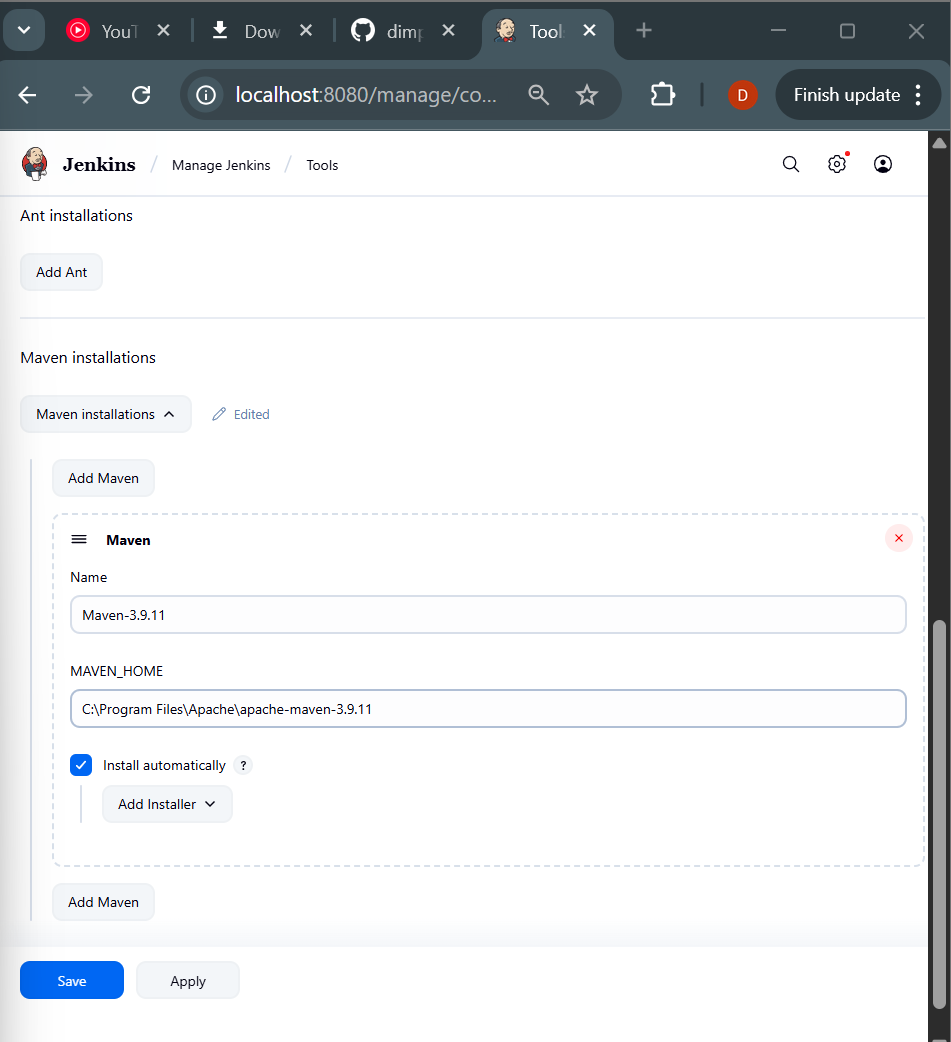 YouT Dow dimp Tools
localhost:8080/manage/co... D Finish update
Jenkins / Manage Jenkins / Tools
Ant installations
Add Ant
Maven installations
Maven installations Edited
Add Maven
Maven
Name
Maven-3.9.11
MAVEN_HOME
C:\Program Files\Apache\apache-maven-3.9.11
Install automatically ?
Add Installer
Add Maven
Save Apply